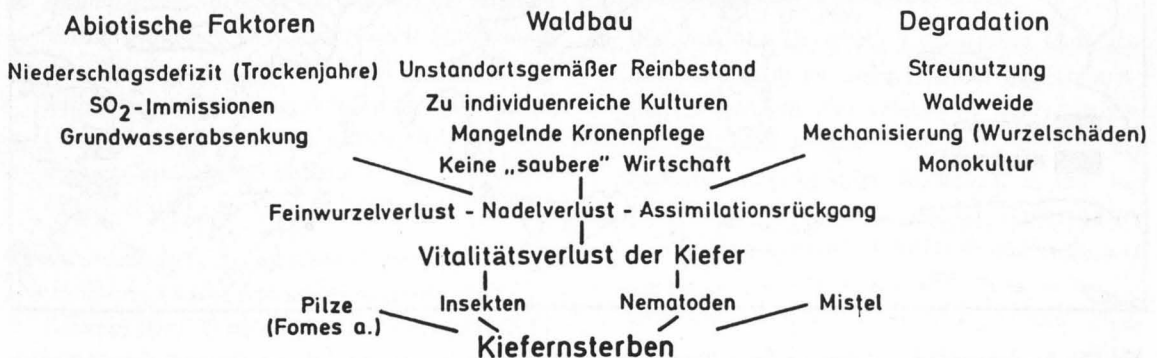 Abiotische Faktoren Waldbau Degradation
Niederschlagsdefizit (Trockenjahre) Unstandortsgemäßer Reinbestand Streunutzung
SO₂-Immissionen Zu individuenreiche Kulturen Waldweide
Grundwasserabsenkung Mangelnde Kronenpflege Mechanisierung (Wurzelschäden)
Keine „saubere" Wirtschaft Monokultur
Feinwurzelverlust - Nadelverlust - Assimilationsrückgang
Vitalitätsverlust der Kiefer
Pilze Insekten Nematoden Mistel
(Fomes a.)
Kiefernsterben